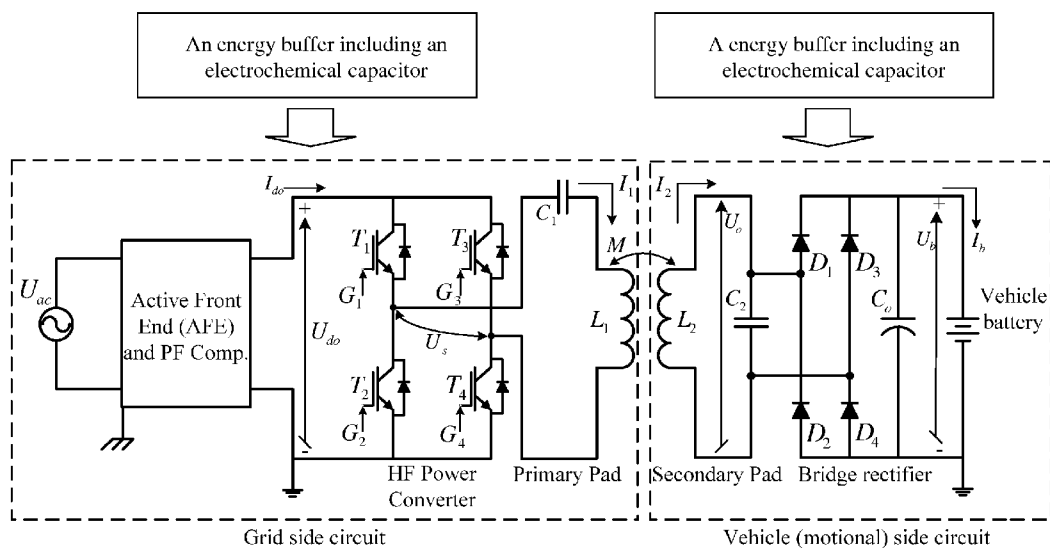 An energy buffer including an
electrochemical capacitor
A energy buffer including an
electrochemical capacitor
I_do
U_ac
Active Front
End (AFE)
and PF Comp.
+
U_do
-
T_1
T_3
G_1
G_3
U_s
T_2
T_4
G_2
G_4
HF Power
Converter
C_1
I_1
M
L_1
Primary Pad
I_2
L_2
U_o
C_2
Secondary Pad
D_1
D_3
D_2
D_4
Bridge rectifier
C_o
+
U_b
-
I_b
Vehicle
battery
Grid side circuit
Vehicle (motional) side circuit